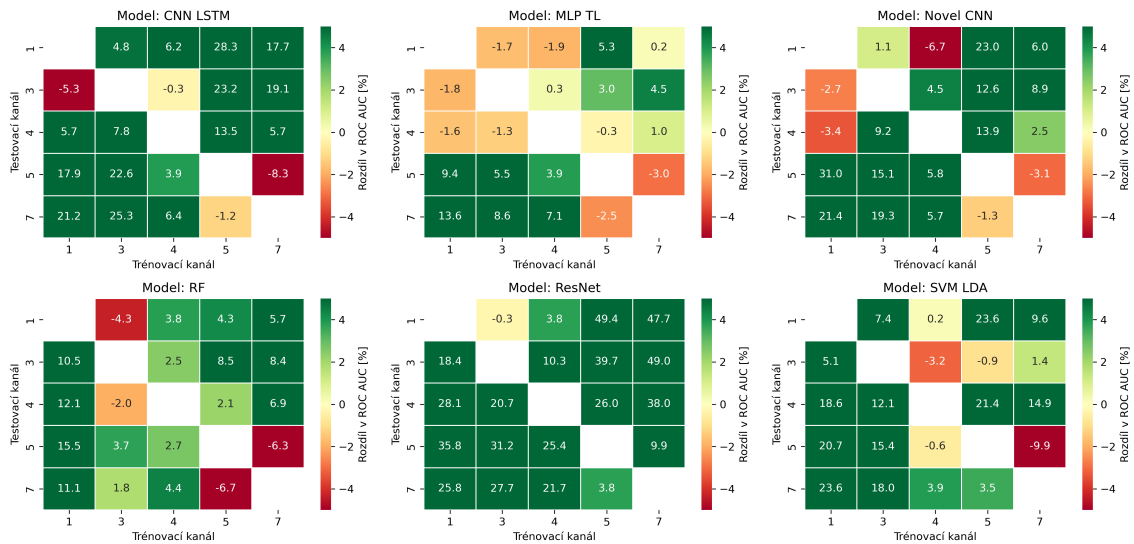 Model: CNN LSTM
1 4.8 6.2 28.3 17.7
3 -5.3 -0.3 23.2 19.1
4 5.7 7.8 13.5 5.7
5 17.9 22.6 3.9 -8.3
7 21.2 25.3 6.4 -1.2
1 3 4 5 7
Trénovací kanál
Testovací kanál
4
2
0
−2
−4
Rozdíl v ROC AUC [%]
Model: MLP TL
1 -1.7 -1.9 5.3 0.2
3 -1.8 0.3 3.0 4.5
4 -1.6 -1.3 -0.3 1.0
5 9.4 5.5 3.9 -3.0
7 13.6 8.6 7.1 -2.5
1 3 4 5 7
Trénovací kanál
Testovací kanál
4
2
0
−2
−4
Rozdíl v ROC AUC [%]
Model: Novel CNN
1 1.1 -6.7 23.0 6.0
3 -2.7 4.5 12.6 8.9
4 -3.4 9.2 13.9 2.5
5 31.0 15.1 5.8 -3.1
7 21.4 19.3 5.7 -1.3
1 3 4 5 7
Trénovací kanál
Testovací kanál
4
2
0
−2
−4
Rozdíl v ROC AUC [%]
Model: RF
1 -4.3 3.8 4.3 5.7
3 10.5 2.5 8.5 8.4
4 12.1 -2.0 2.1 6.9
5 15.5 3.7 2.7 -6.3
7 11.1 1.8 4.4 -6.7
1 3 4 5 7
Trénovací kanál
Testovací kanál
4
2
0
−2
−4
Rozdíl v ROC AUC [%]
Model: ResNet
1 -0.3 3.8 49.4 47.7
3 18.4 10.3 39.7 49.0
4 28.1 20.7 26.0 38.0
5 35.8 31.2 25.4 9.9
7 25.8 27.7 21.7 3.8
1 3 4 5 7
Trénovací kanál
Testovací kanál
4
2
0
−2
−4
Rozdíl v ROC AUC [%]
Model: SVM LDA
1 7.4 0.2 23.6 9.6
3 5.1 -3.2 -0.9 1.4
4 18.6 12.1 21.4 14.9
5 20.7 15.4 -0.6 -9.9
7 23.6 18.0 3.9 3.5
1 3 4 5 7
Trénovací kanál
Testovací kanál
4
2
0
−2
−4
Rozdíl v ROC AUC [%]